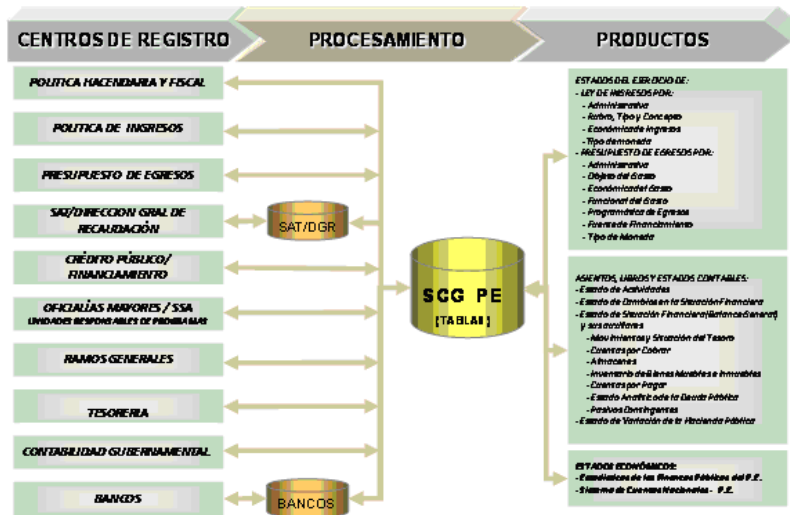 CENTROS DE REGISTRO
PROCESAMIENTO
PRODUCTOS
POLITICA HACENDARIA Y FISCAL
POLITICA DE INGRESOS
PRESUPUESTO DE EGRESOS
SAT/DIRECCION GRAL DE
RECAUDACIÓN
CRÉDITO PÚBLICO/
FINANCIAMIENTO
OFICIALÍAS MAYORES / SSA
UNIDADES RESPONSABLES DE PROGRAMAS
RAMOS GENERALES
TESORERIA
CONTABILIDAD GUBERNAMENTAL
BANCOS
SAT/DGR
BANCOS
SCG PE
(TABLAS)
ESTADOS DEL EJERCICIO DE:
- LEY DE INGRESOS POR:
- Administrativa
- Rubro, Tipo y Concepto
- Económica de Ingresos
- Tipo de moneda
- PRESUPUESTO DE EGRESOS POR:
- Administrativa
- Objeto del Gasto
- Económica del Gasto
- Funcional del Gasto
- Programática de Egresos
- Fuente de Financiamiento
- Tipo de Moneda
ASIENTOS, LIBROS Y ESTADOS CONTABLES:
- Estado de Actividades
- Estado de Cambios en la Situación Financiera
- Estado de Situación Financiera (Balance General)
y sus auxiliares
- Movimientos y Situación del Tesoro
- Cuentas por Cobrar
- Almacenes
- Inventario de Bienes Muebles e Inmuebles
- Cuentas por Pagar
- Estado Analítico de la Deuda Pública
- Pasivos Contingentes
- Estado de Variación de la Hacienda Pública
ESTADOS ECONÓMICOS:
- Estadísticas de las Finanzas Públicas del P.E.
- Sistema de Cuentas Nacionales - P.E.